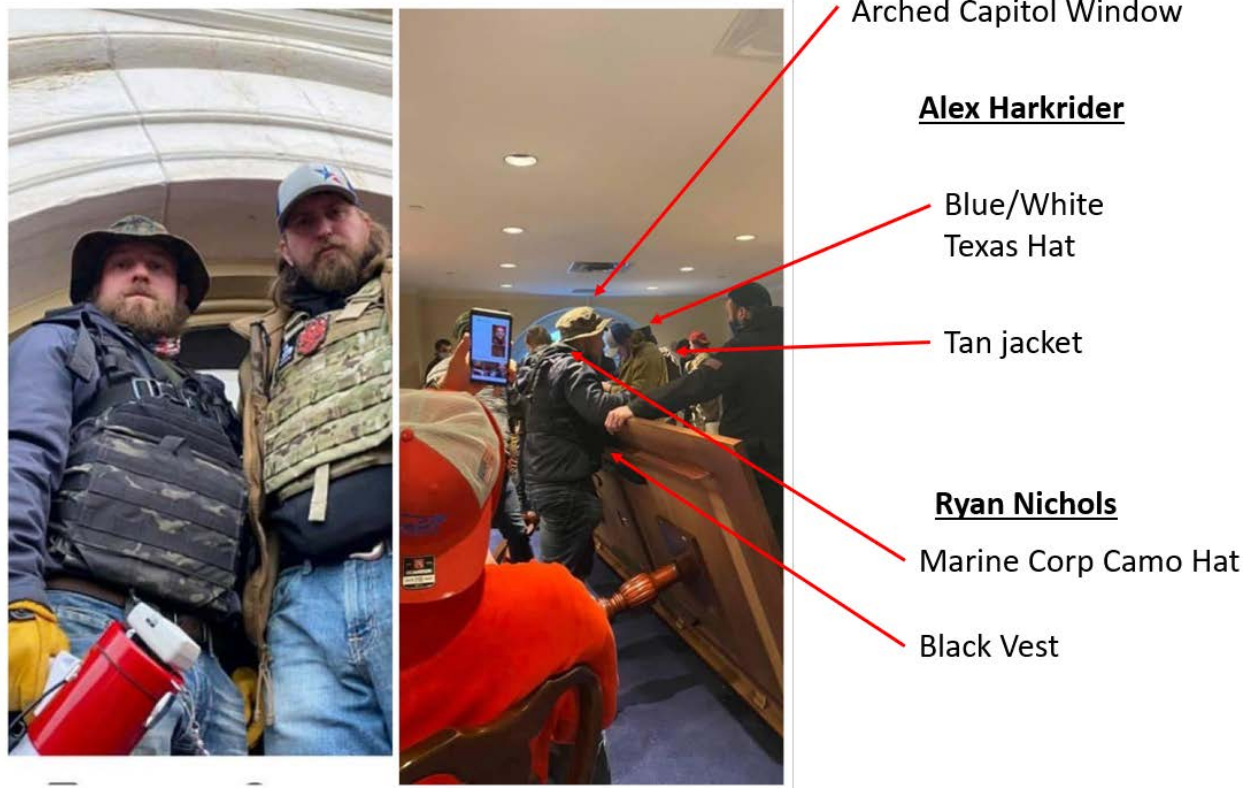 Arched Capitol Window
Alex Harkrider
Blue/White
Texas Hat
Tan jacket
Ryan Nichols
Marine Corp Camo Hat
Black Vest